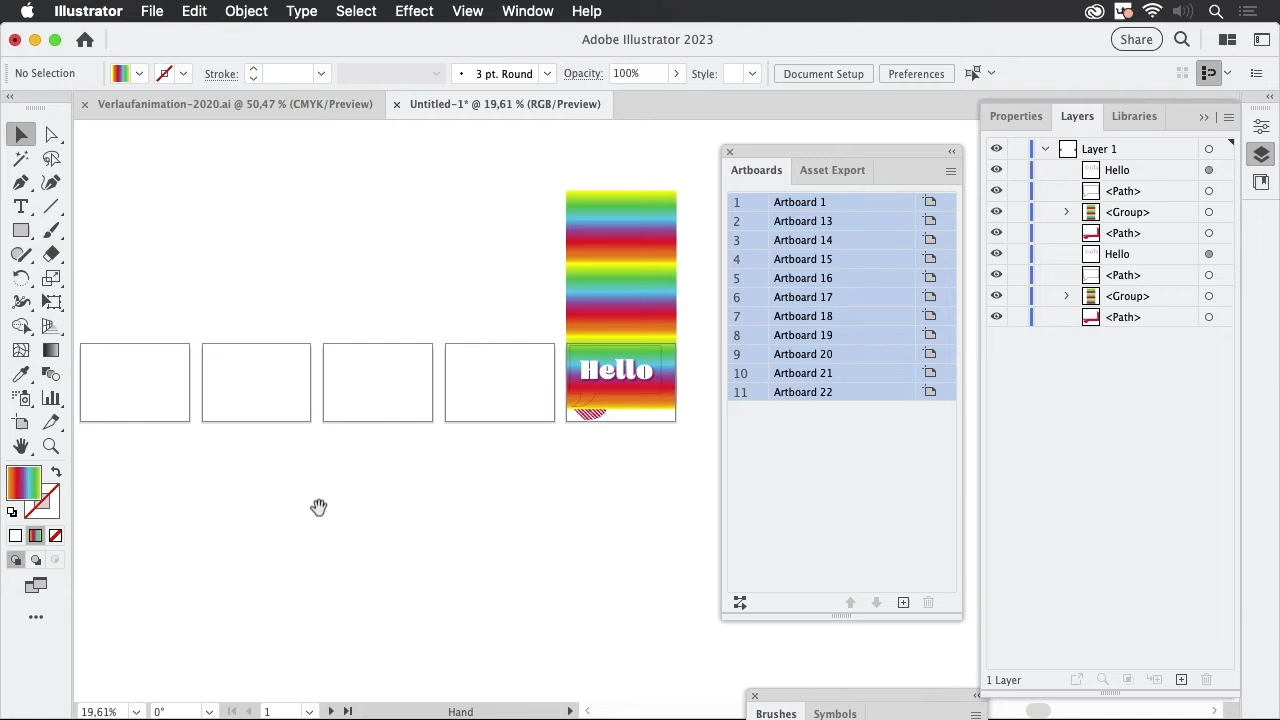 Illustrator File Edit Object Type Select Effect View Window Help
Adobe Illustrator 2023
Share
No Selection
Stroke:
3 pt. Round
Opacity:
100%
Style:
Document Setup
Preferences
Verlaufanimation-2020.ai @ 50,47 % (CMYK/Preview)
Untitled-1* @ 19,61 % (RGB/Preview)
Properties
Layers
Libraries
Artboards
Asset Export
1 Artboard 1
2 Artboard 13
3 Artboard 14
4 Artboard 15
5 Artboard 16
6 Artboard 17
7 Artboard 18
8 Artboard 19
9 Artboard 20
10 Artboard 21
11 Artboard 22
Layer 1
Hello
<Path>
<Group>
<Path>
Hello
<Path>
<Group>
<Path>
Hello
1 Layer
19,61%
0°
1
Hand
Brushes
Symbols